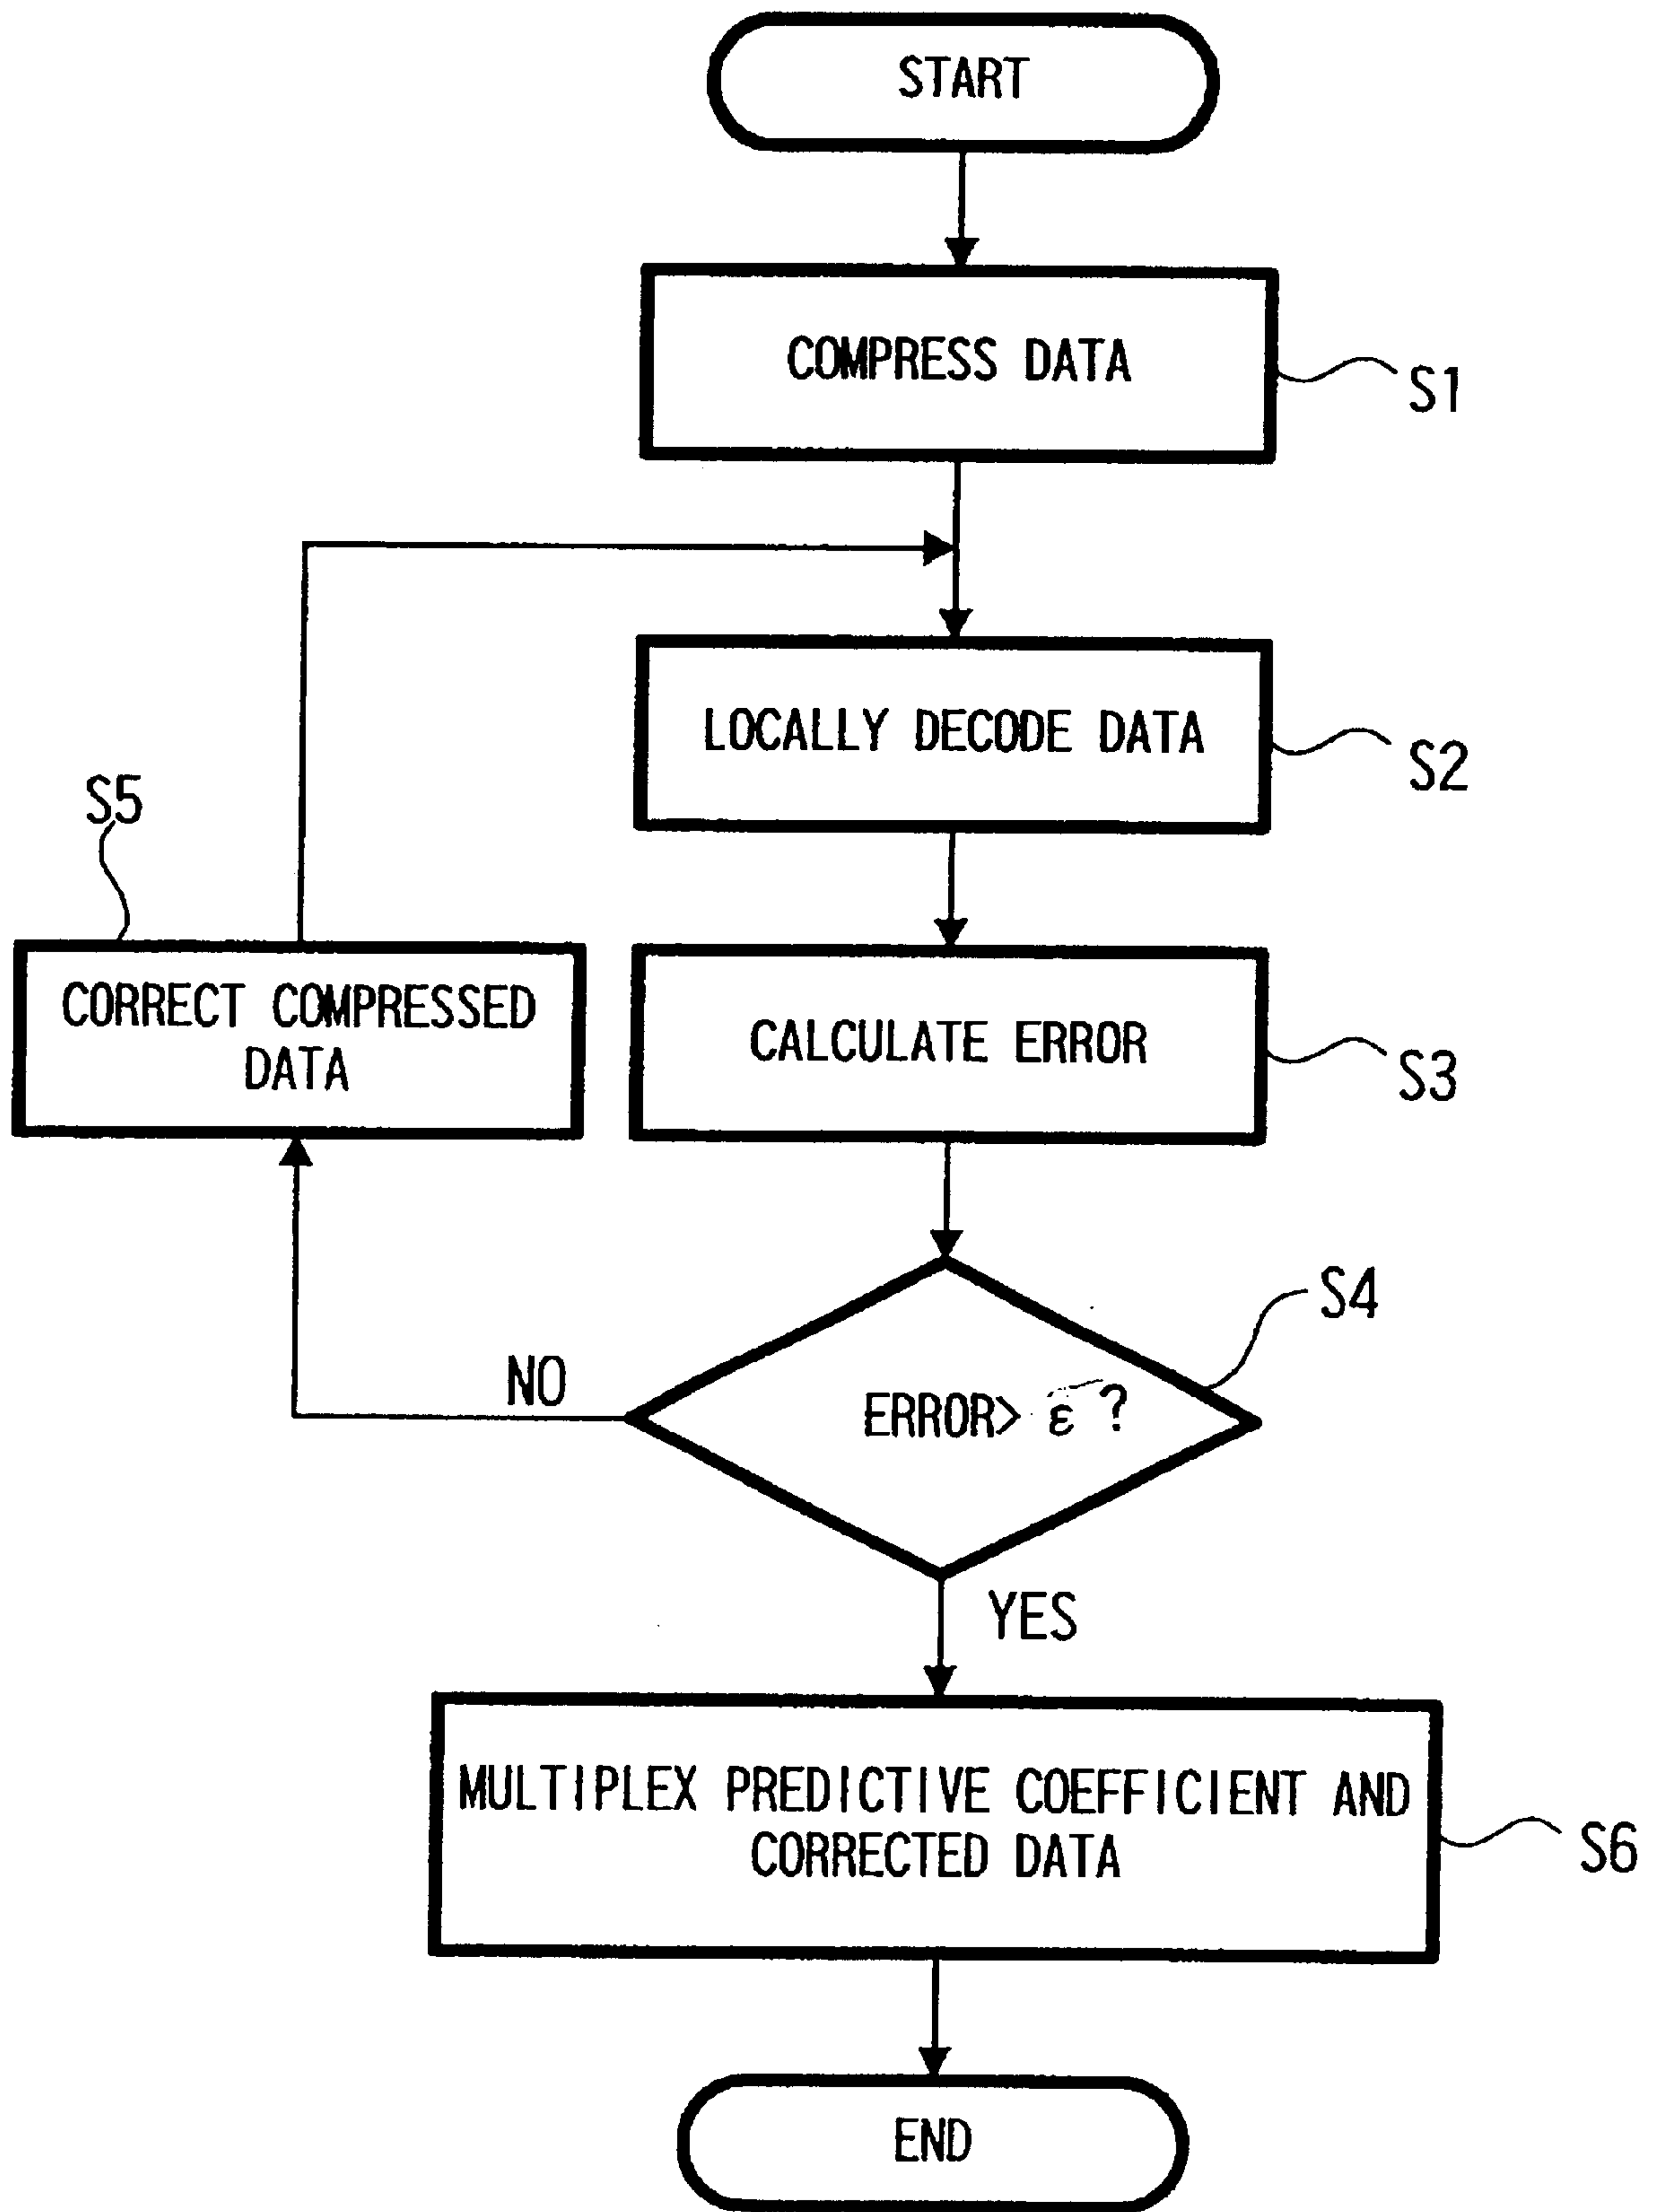 START
COMPRESS DATA
S1
LOCALLY DECODE DATA
S2
S5
CORRECT COMPRESSED
DATA
CALCULATE ERROR
S3
S4
NO
ERROR> ε ?
YES
MULTIPLEX PREDICTIVE COEFFICIENT AND
CORRECTED DATA
S6
END